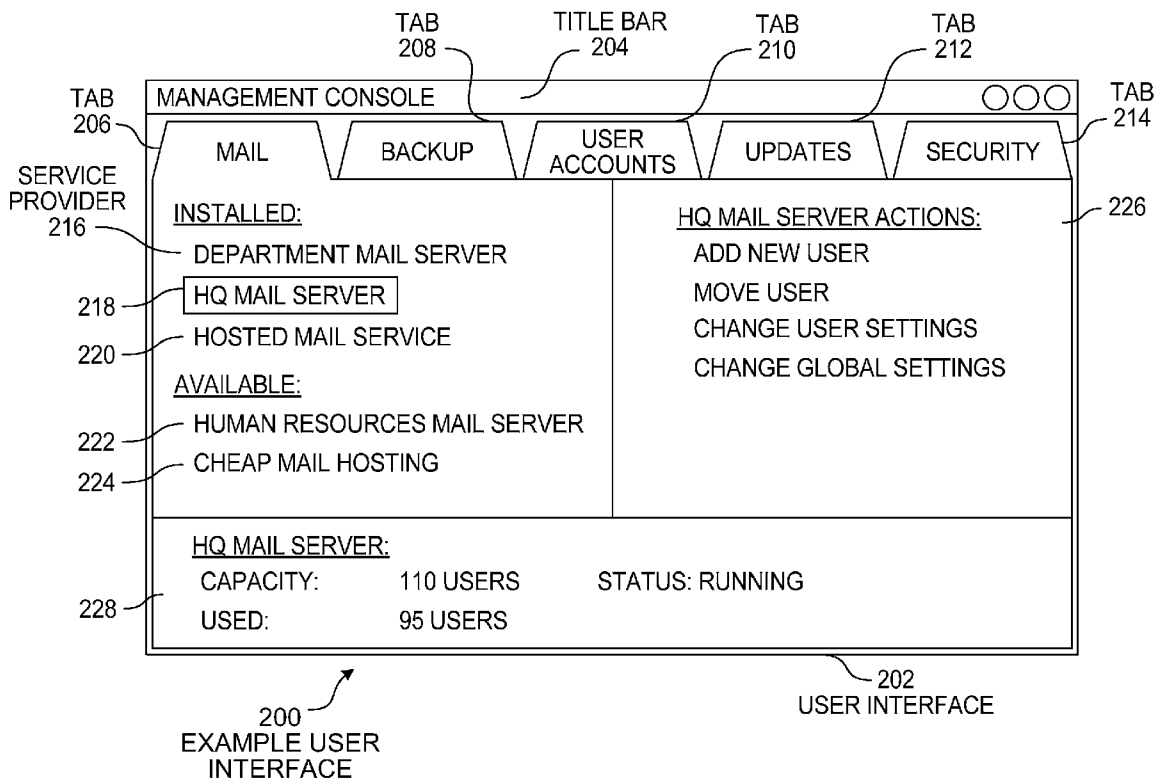 TAB
208
TITLE BAR
204
TAB
210
TAB
212
TAB
206
MANAGEMENT CONSOLE
TAB
214
MAIL
BACKUP
USER
ACCOUNTS
UPDATES
SECURITY
SERVICE
PROVIDER
216
INSTALLED:
DEPARTMENT MAIL SERVER
218
HQ MAIL SERVER
220
HOSTED MAIL SERVICE
AVAILABLE:
222
HUMAN RESOURCES MAIL SERVER
224
CHEAP MAIL HOSTING
HQ MAIL SERVER ACTIONS:
226
ADD NEW USER
MOVE USER
CHANGE USER SETTINGS
CHANGE GLOBAL SETTINGS
HQ MAIL SERVER:
CAPACITY: 110 USERS STATUS: RUNNING
228
USED: 95 USERS
200
EXAMPLE USER
INTERFACE
202
USER INTERFACE